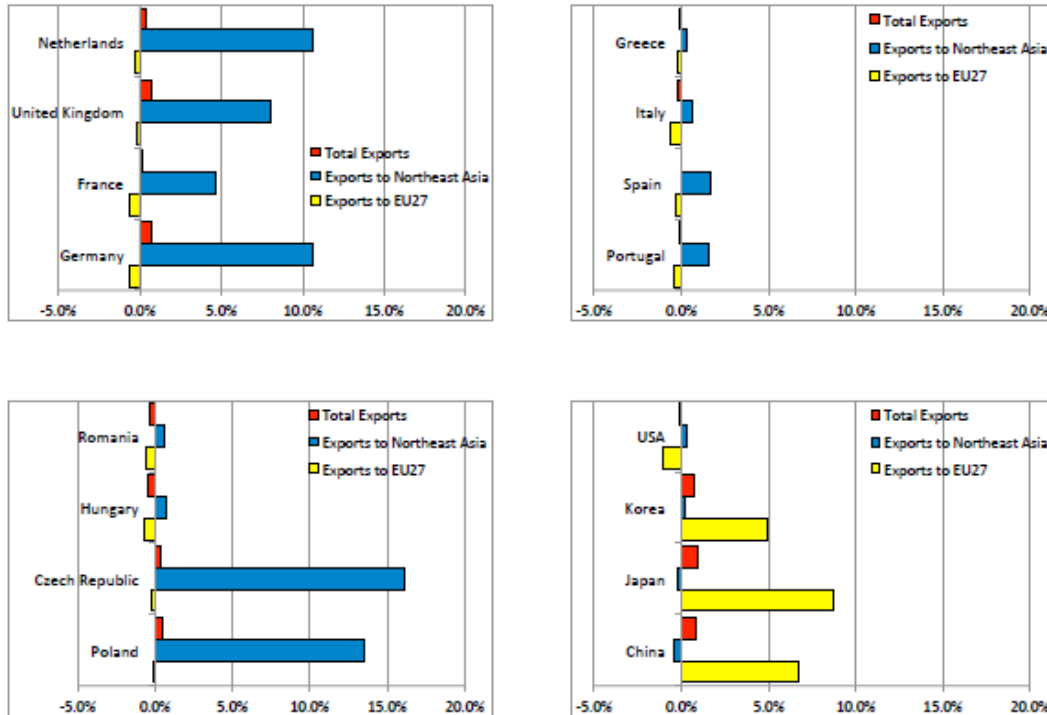 Netherlands
United Kingdom
France
Germany
Total Exports
Exports to Northeast Asia
Exports to EU27
-5.0% 0.0% 5.0% 10.0% 15.0% 20.0%
Greece
Italy
Spain
Portugal
Total Exports
Exports to Northeast Asia
Exports to EU27
-5.0% 0.0% 5.0% 10.0% 15.0% 20.0%
Romania
Hungary
Czech Republic
Poland
Total Exports
Exports to Northeast Asia
Exports to EU27
-5.0% 0.0% 5.0% 10.0% 15.0% 20.0%
USA
Korea
Japan
China
Total Exports
Exports to Northeast Asia
Exports to EU27
-5.0% 0.0% 5.0% 10.0% 15.0% 20.0%